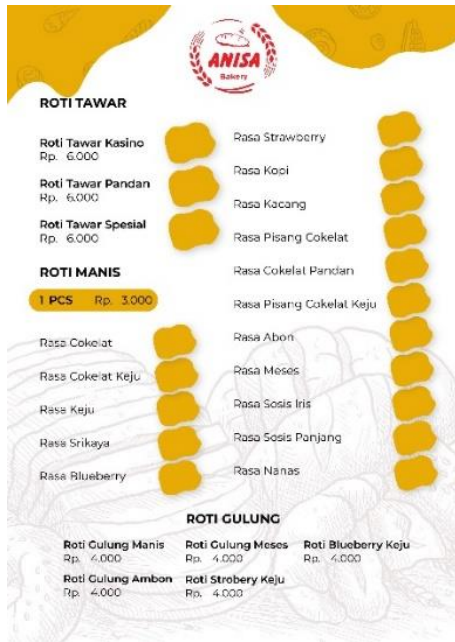 ANISA
Bakery
ROTI TAWAR
Roti Tawar Kasino
Rp. 6.000
Roti Tawar Pandan
Rp. 6.000
Roti Tawar Spesial
Rp. 6.000
ROTI MANIS
1 PCS Rp. 3.000
Rasa Cokelat
Rasa Cokelat Keju
Rasa Keju
Rasa Srikaya
Rasa Blueberry
Rasa Strawberry
Rasa Kopi
Rasa Kacang
Rasa Pisang Cokelat
Rasa Cokelat Pandan
Rasa Pisang Cokelat Keju
Rasa Abon
Rasa Meses
Rasa Sosis Iris
Rasa Sosis Panjang
Rasa Nanas
ROTI GULUNG
Roti Gulung Manis
Rp. 4.000
Roti Gulung Meses
Rp. 4.000
Roti Blueberry Keju
Rp. 4.000
Roti Gulung Ambon
Rp. 4.000
Roti Strobery Keju
Rp. 4.000